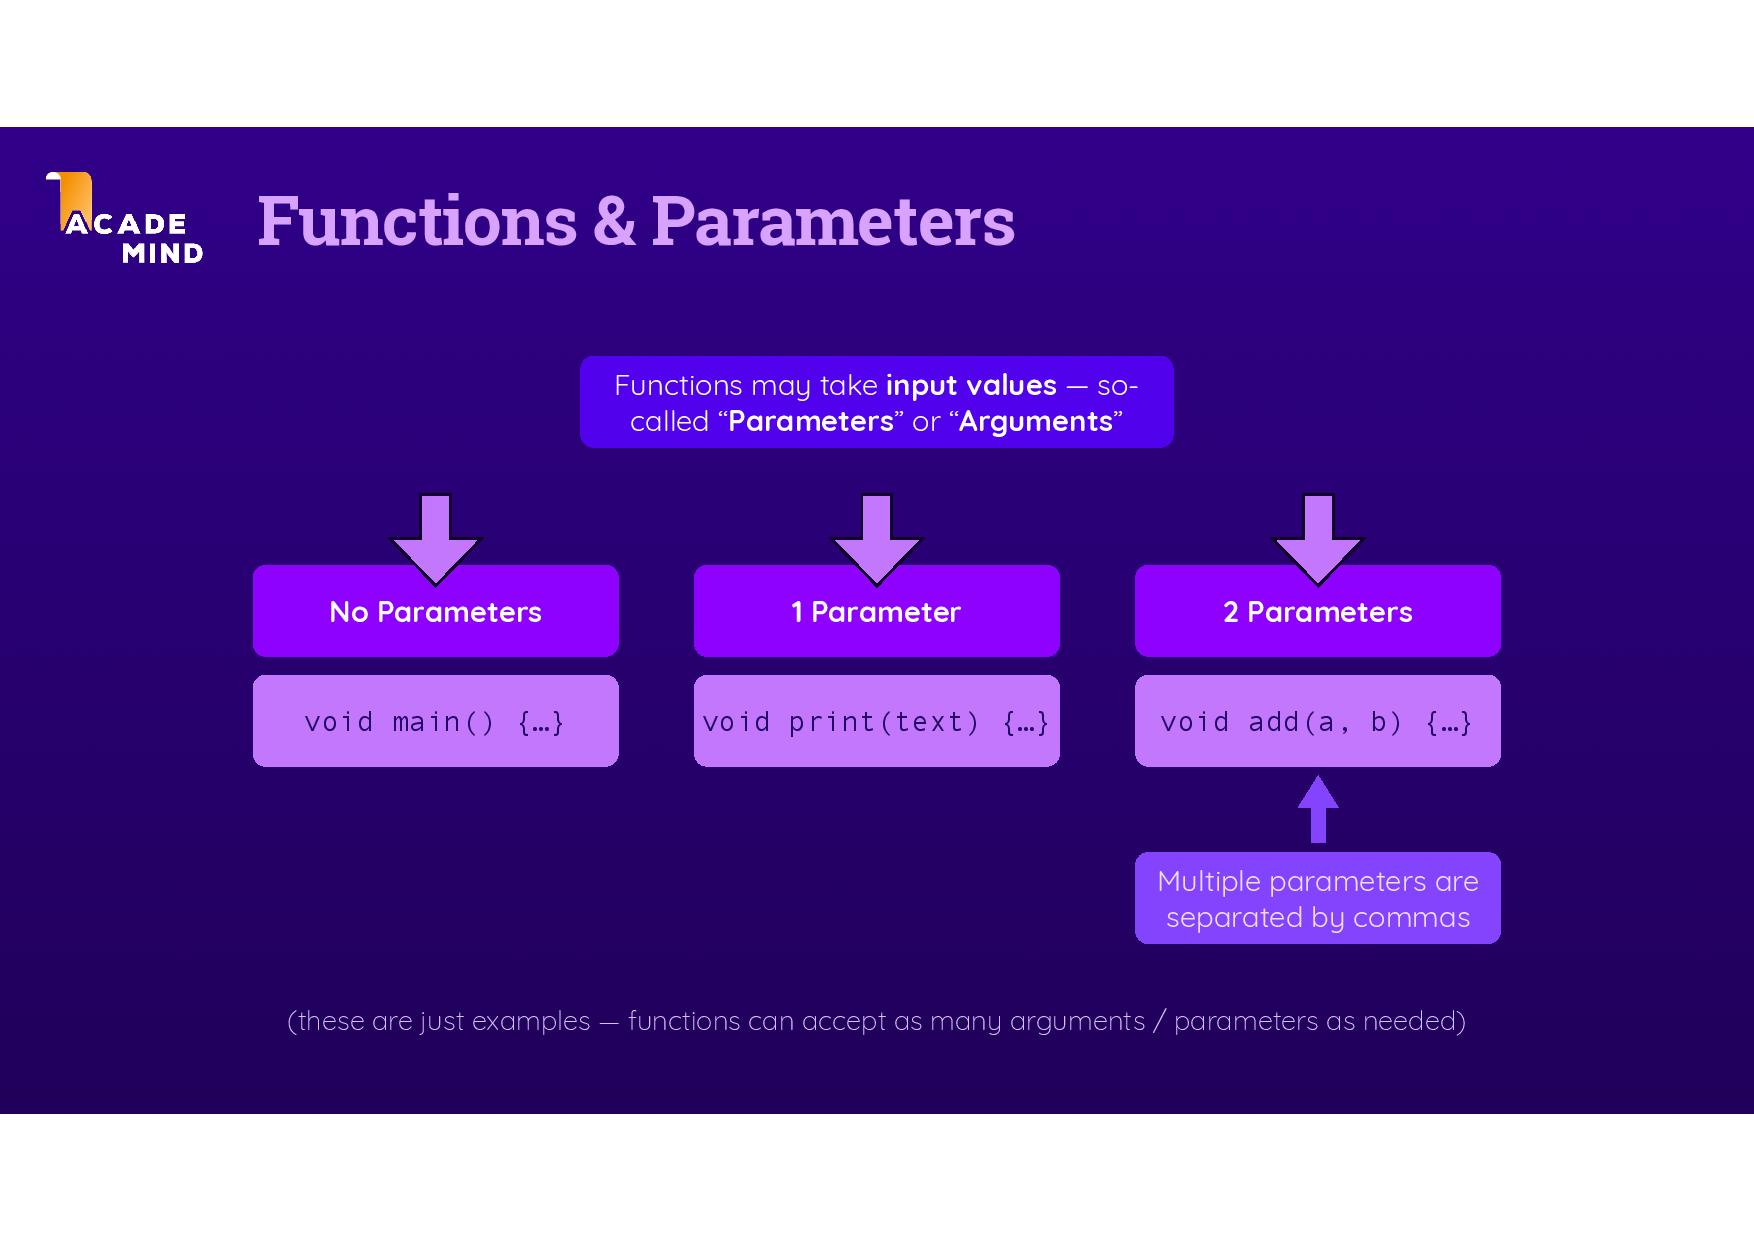 ACADE
MIND
Functions & Parameters
Functions may take input values — so-
called “Parameters” or “Arguments”
No Parameters
1 Parameter
2 Parameters
void main() {…}
void print(text) {…}
void add(a, b) {…}
Multiple parameters are
separated by commas
(these are just examples — functions can accept as many arguments / parameters as needed)